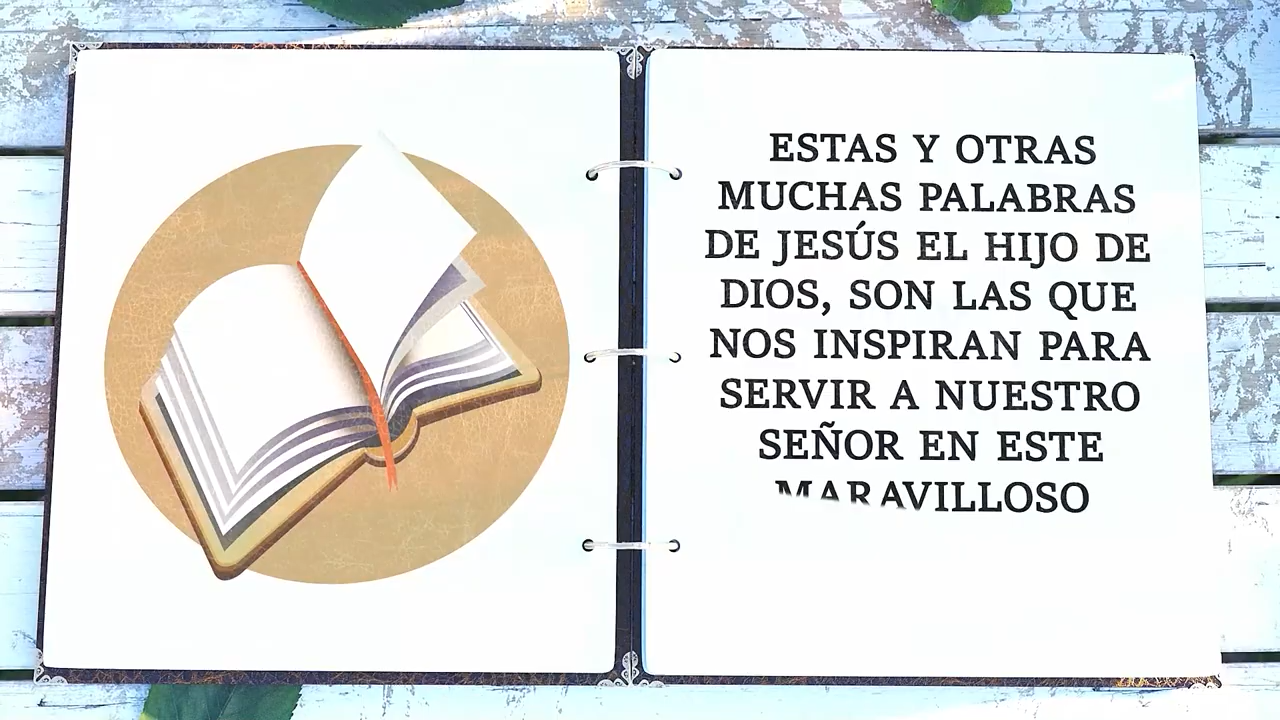 ESTAS Y OTRAS
MUCHAS PALABRAS
DE JESÚS EL HIJO DE
DIOS, SON LAS QUE
NOS INSPIRAN PARA
SERVIR A NUESTRO
SEÑOR EN ESTE
MARAVILLOSO